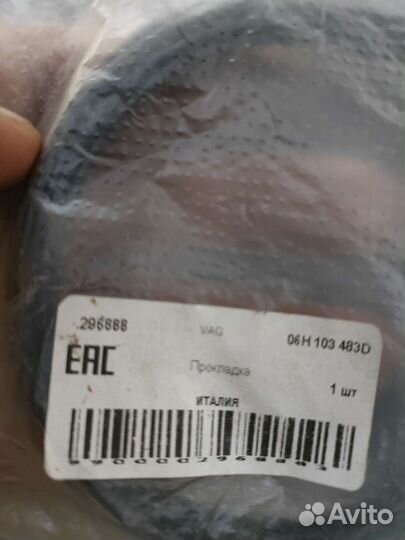 296888 VAG 06H 103 483D
EAC Прокладка 1 шт
ИТАЛИЯ
Avito